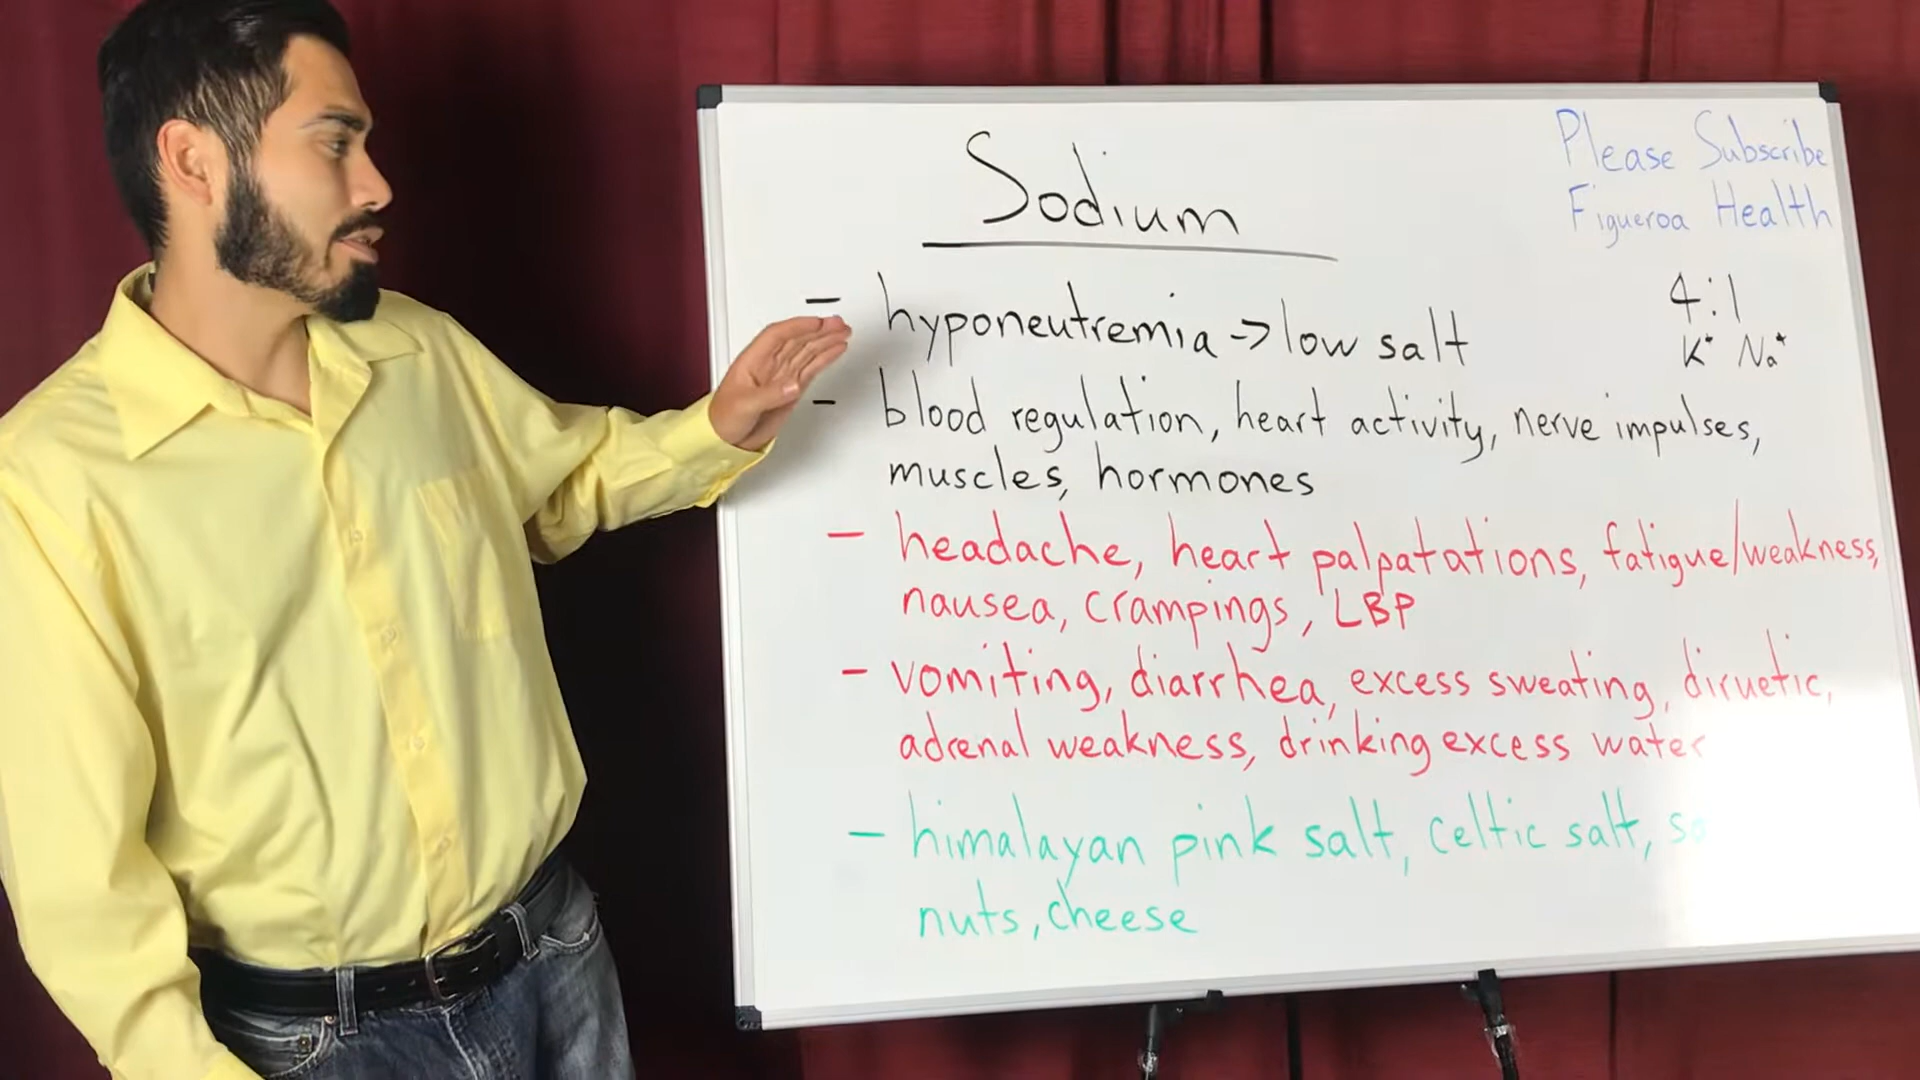 Sodium
Please Subscribe
Figueroa Health
4:1
K⁺ Na⁺
- hyponeutremia -> low salt
- blood regulation, heart activity, nerve impulses,
muscles, hormones
- headache, heart palpatations, fatigue/weakness,
nausea, crampings, LBP
- vomiting, diarrhea, excess sweating, diruetic,
adrenal weakness, drinking excess water
- himalayan pink salt, celtic salt,
nuts, cheese